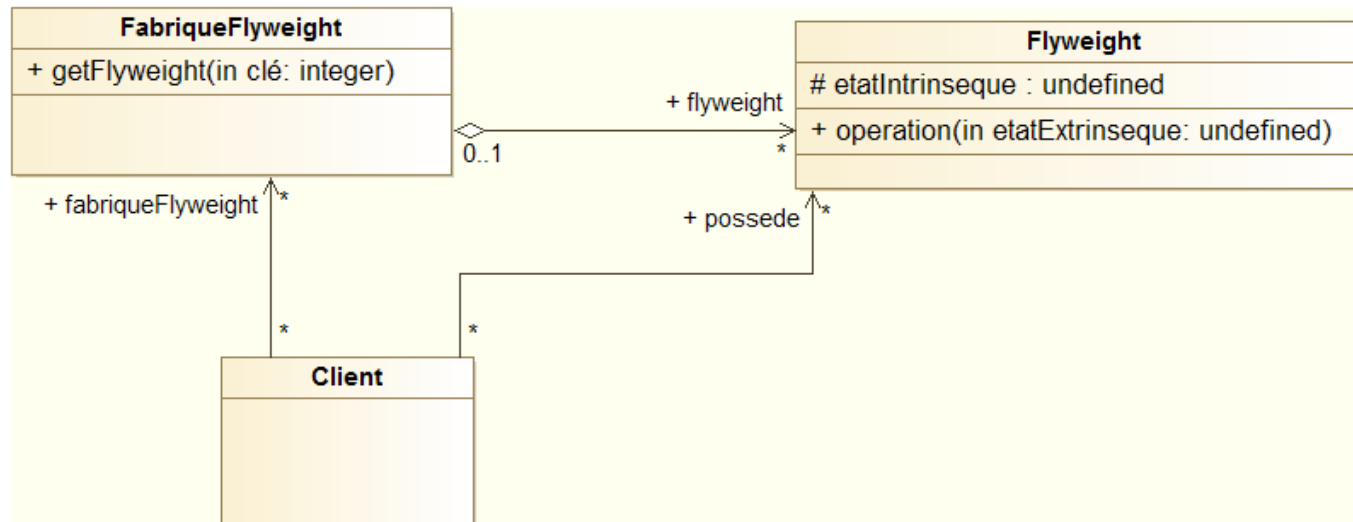 FabriqueFlyweight
+ getFlyweight(in clé: integer)
Flyweight
# etatIntrinseque : undefined
+ operation(in etatExtrinseque: undefined)
+ flyweight
0..1
*
+ fabriqueFlyweight
*
+ possede
*
*
*
Client